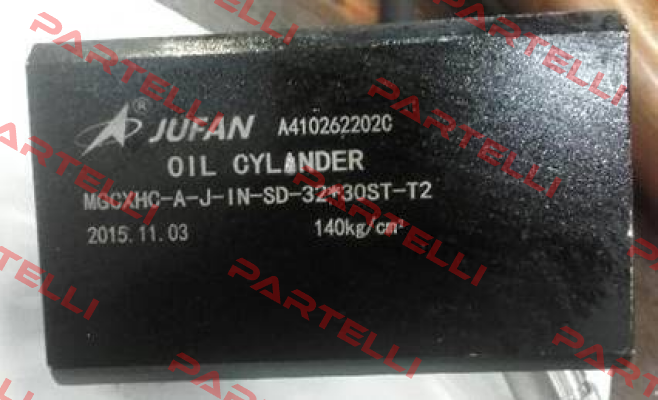 ® JUFAN A410262202C
OIL CYLANDER
MGCXHC-A-J-IN-SD-32*30ST-T2
2015.11.03 140kg/cm²
PARTELLI
PARTELLI
PARTELLI
PARTELLI
PARTELLI
PARTELLI